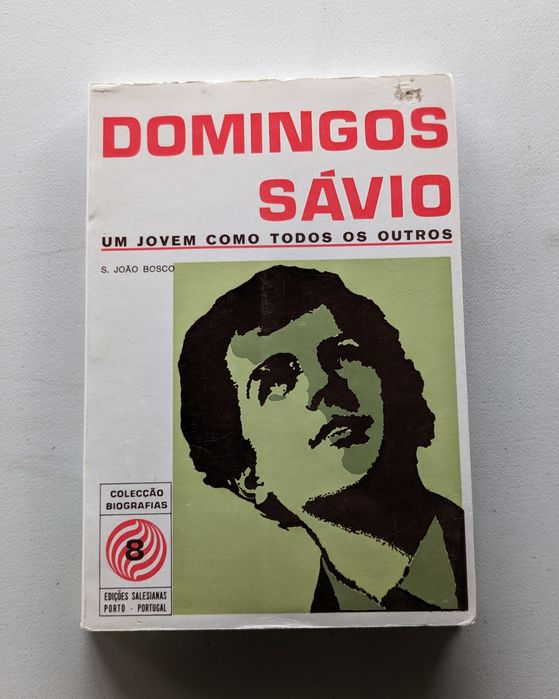 DOMINGOS
SÁVIO
UM JOVEM COMO TODOS OS OUTROS
S. JOÃO BOSCO
COLECÇÃO
BIOGRAFIAS
8
EDIÇÕES SALESIANAS
PORTO - PORTUGAL